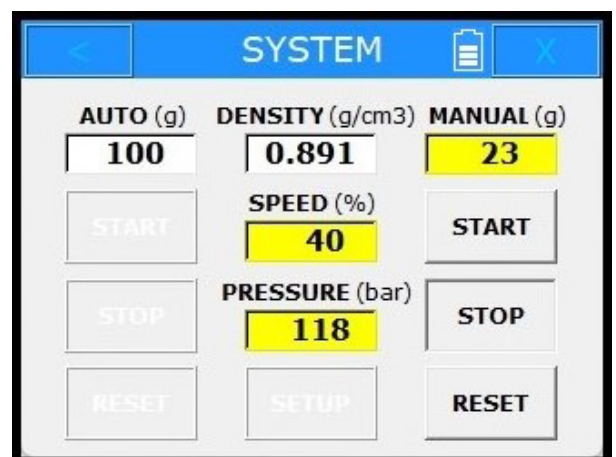 < SYSTEM X
AUTO (g) DENSITY (g/cm3) MANUAL (g)
100 0.891 23
SPEED (%)
START 40 START
PRESSURE (bar)
STOP 118 STOP
RESET SETUP RESET